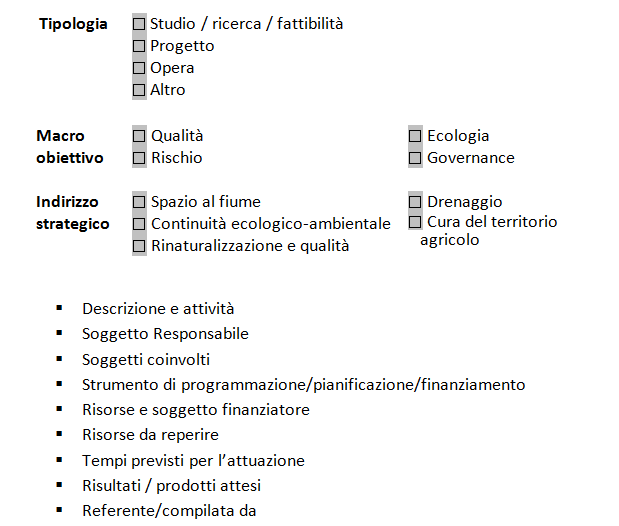 Tipologia ☐ Studio / ricerca / fattibilità
☐ Progetto
☐ Opera
☐ Altro
Macro ☐ Qualità ☐ Ecologia
obiettivo ☐ Rischio ☐ Governance
Indirizzo ☐ Spazio al fiume ☐ Drenaggio
strategico ☐ Continuità ecologico-ambientale ☐ Cura del territorio
☐ Rinaturalizzazione e qualità agricolo
▪ Descrizione e attività
▪ Soggetto Responsabile
▪ Soggetti coinvolti
▪ Strumento di programmazione/pianificazione/finanziamento
▪ Risorse e soggetto finanziatore
▪ Risorse da reperire
▪ Tempi previsti per l’attuazione
▪ Risultati / prodotti attesi
▪ Referente/compilata da